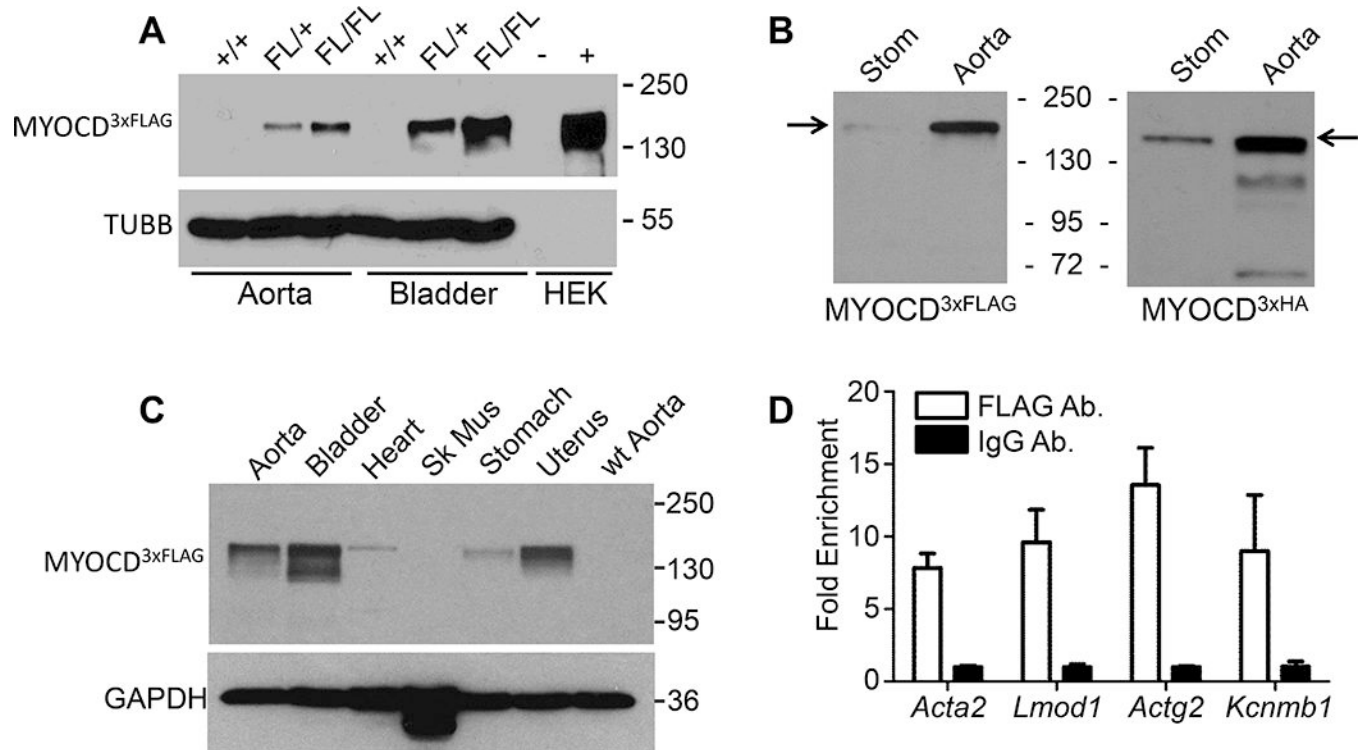 A
+/+ FL/+ FL/FL +/+ FL/+ FL/FL - +
MYOCD3xFLAG
- 250
- 130
TUBB
- 55
Aorta Bladder HEK
B
Stom Aorta Stom Aorta
- 250 -
- 130 -
- 95 -
- 72 -
MYOCD3xFLAG MYOCD3xHA
C
Aorta Bladder Heart Sk Mus Stomach Uterus wt Aorta
MYOCD3xFLAG
-250
-130
-95
GAPDH
-36
D
Fold Enrichment
20
15
10
5
0
FLAG Ab.
IgG Ab.
Acta2 Lmod1 Actg2 Kcnmb1